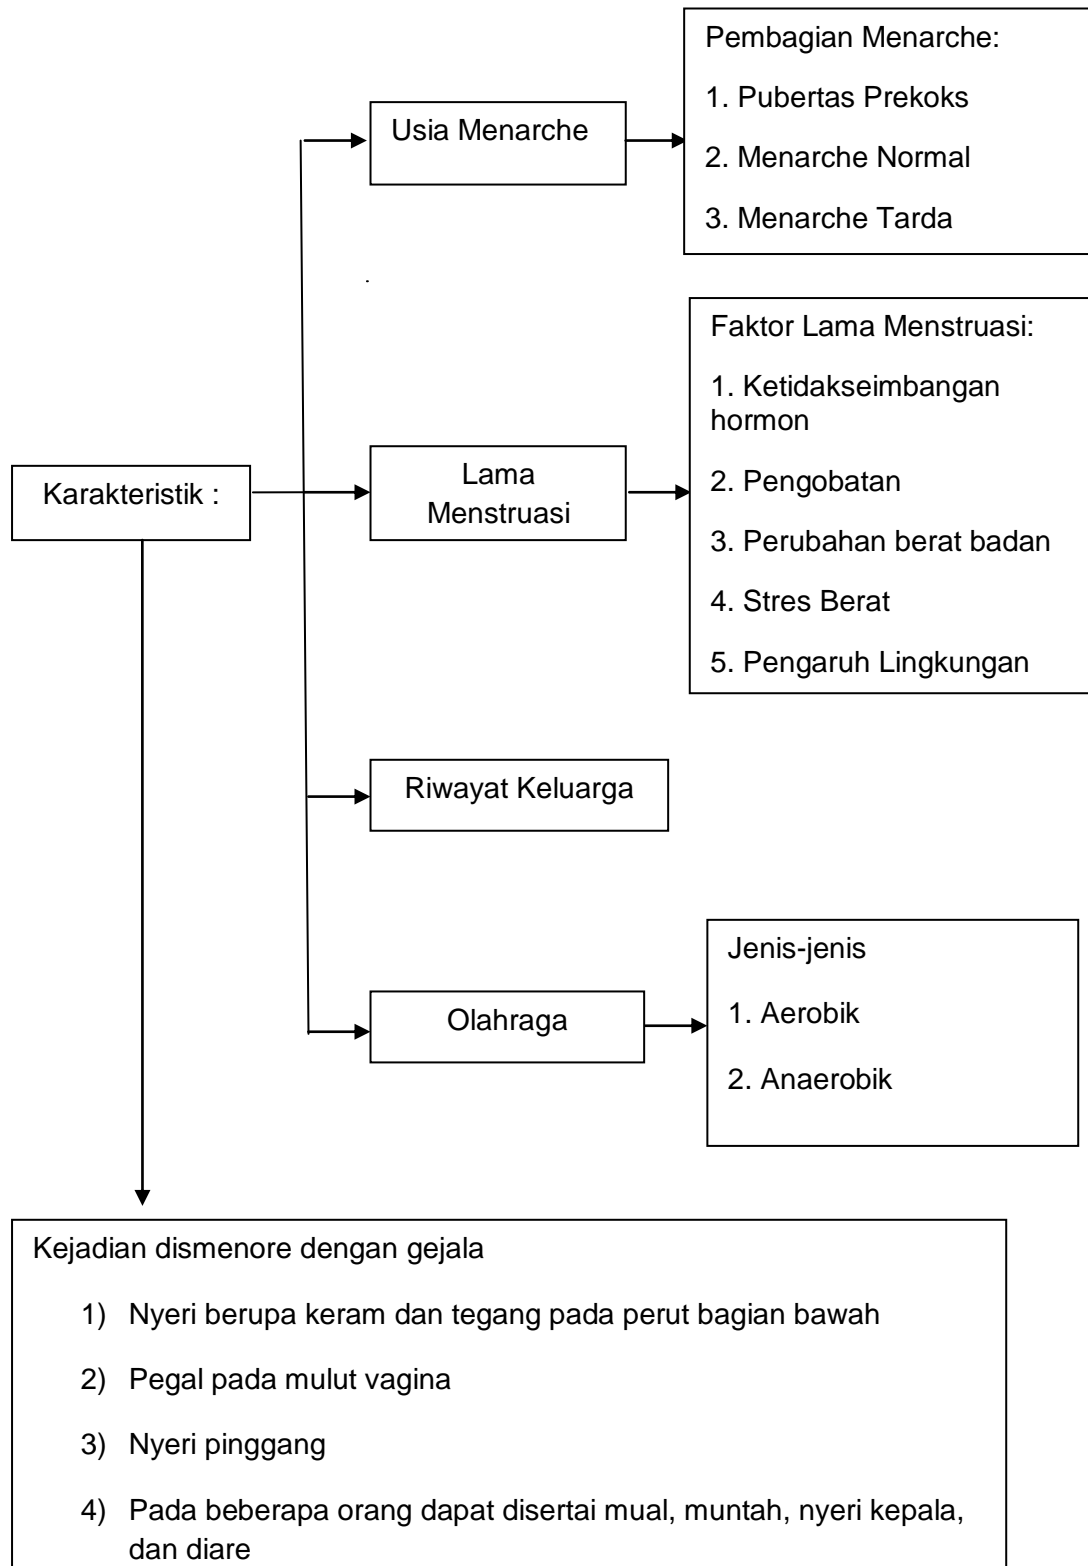 Pembagian Menarche:
1. Pubertas Prekoks
2. Menarche Normal
3. Menarche Tarda
Usia Menarche
Faktor Lama Menstruasi:
1. Ketidakseimbangan
hormon
2. Pengobatan
3. Perubahan berat badan
4. Stres Berat
5. Pengaruh Lingkungan
Karakteristik :
Lama
Menstruasi
Riwayat Keluarga
Jenis-jenis
1. Aerobik
2. Anaerobik
Olahraga
Kejadian dismenore dengan gejala
1) Nyeri berupa keram dan tegang pada perut bagian bawah
2) Pegal pada mulut vagina
3) Nyeri pinggang
4) Pada beberapa orang dapat disertai mual, muntah, nyeri kepala,
dan diare